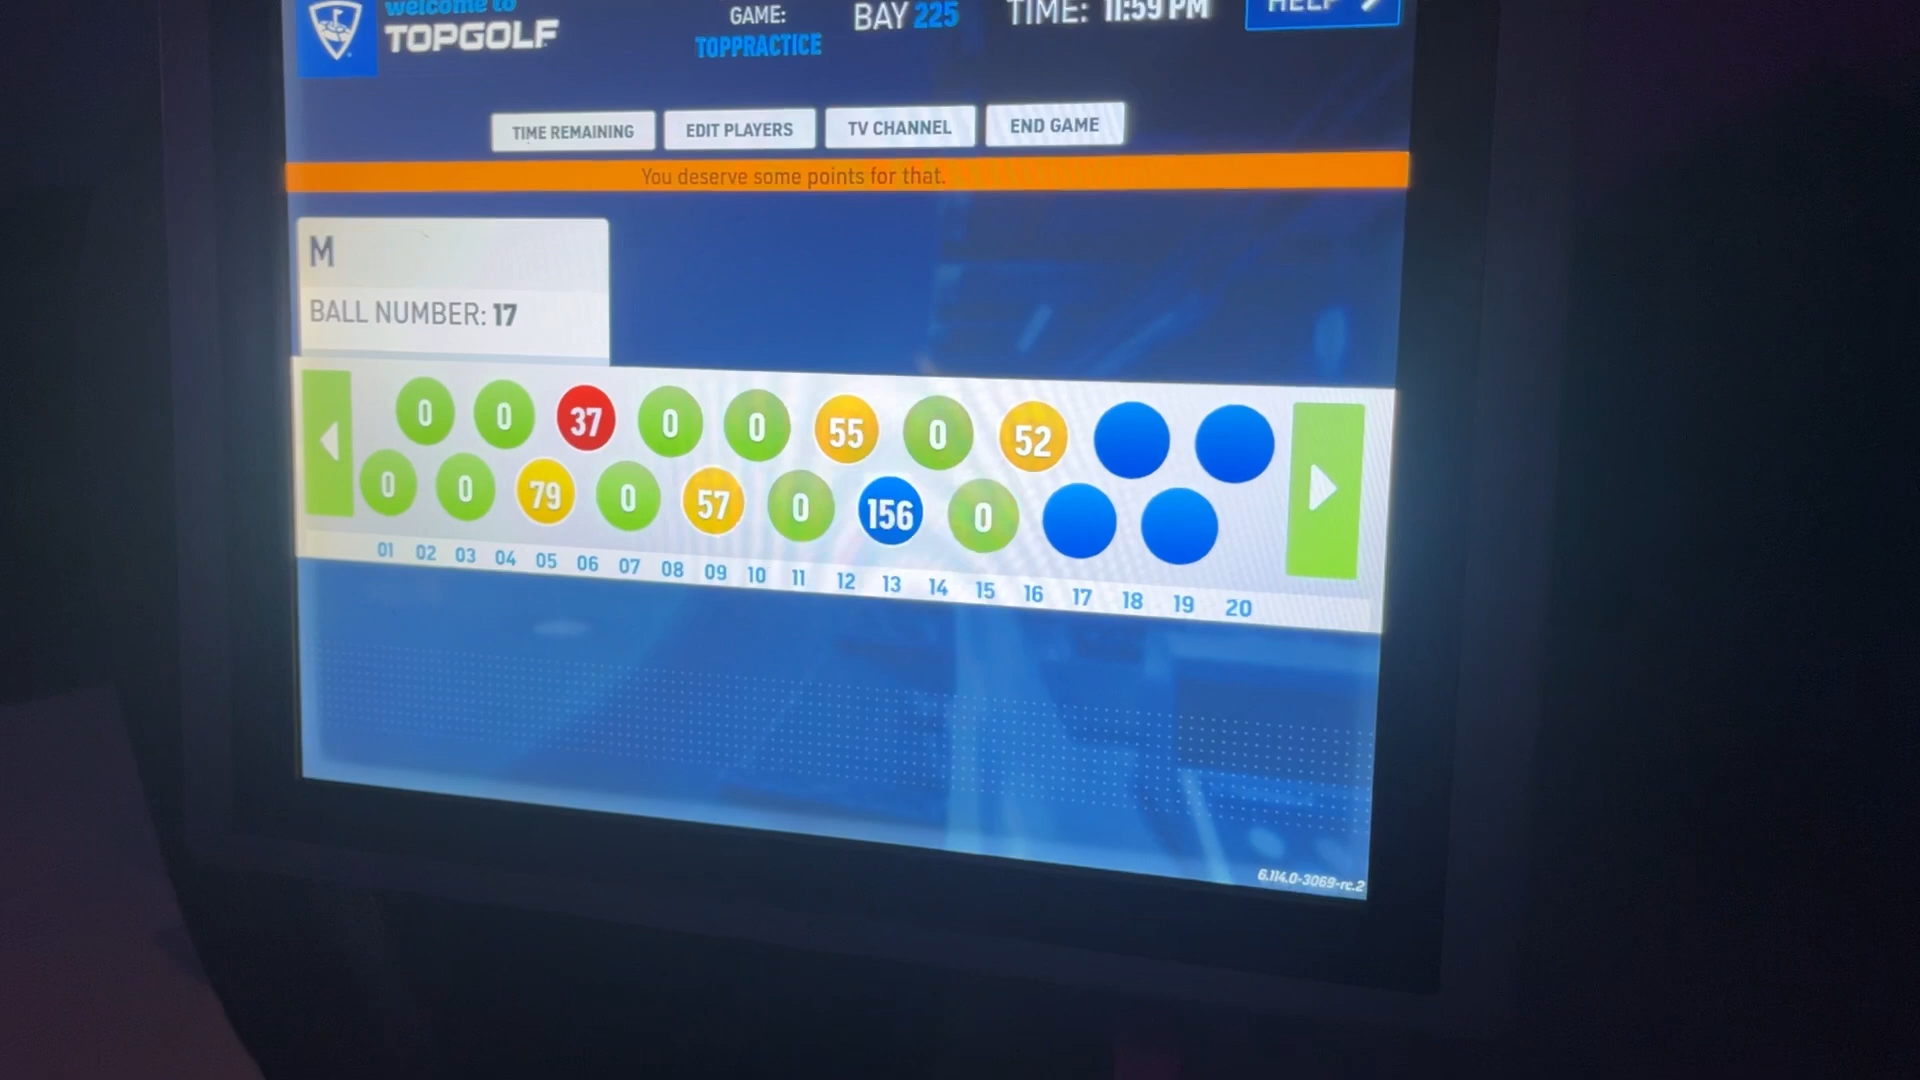 welcome to
TOPGOLF
GAME:
TOPPRACTICE
BAY 225
TIME: 11:59 PM
HELP
TIME REMAINING
EDIT PLAYERS
TV CHANNEL
END GAME
You deserve some points for that.
M
BALL NUMBER: 17
0 0 37 0 0 55 0 52
0 0 79 0 57 0 156 0
01 02 03 04 05 06 07 08 09 10 11 12 13 14 15 16 17 18 19 20
6.114.0-3069-rc.2